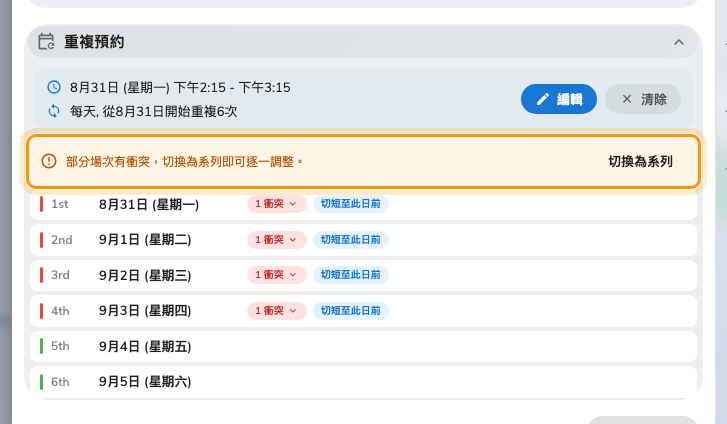 重複預約
8月31日 (星期一) 下午2:15 - 下午3:15
每天, 從8月31日開始重複6次
編輯
清除
部分場次有衝突，切換為系列即可逐一調整。
切換為系列
1st 8月31日 (星期一) 1 衝突 切短至此日前
2nd 9月1日 (星期二) 1 衝突 切短至此日前
3rd 9月2日 (星期三) 1 衝突 切短至此日前
4th 9月3日 (星期四) 1 衝突 切短至此日前
5th 9月4日 (星期五)
6th 9月5日 (星期六)